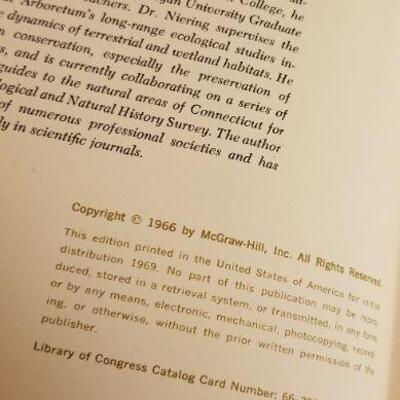 College, he
University Graduate
Arboretum's long-range ecological studies in-
dynamics of terrestrial and wetland habitats. He
conservation, especially the preservation of
and is currently collaborating on a series of
guides to the natural areas of Connecticut for
ological and Natural History Survey. The author
of numerous professional societies and has
ly in scientific journals.
Copyright © 1966 by McGraw-Hill, Inc. All Rights Reserved.
This edition printed in the United States of America for initial
distribution 1969. No part of this publication may be repro-
duced, stored in a retrieval system, or transmitted, in any form
or by any means, electronic, mechanical, photocopying, record-
ing, or otherwise, without the prior written permission of the
publisher.
Library of Congress Catalog Card Number: 66-